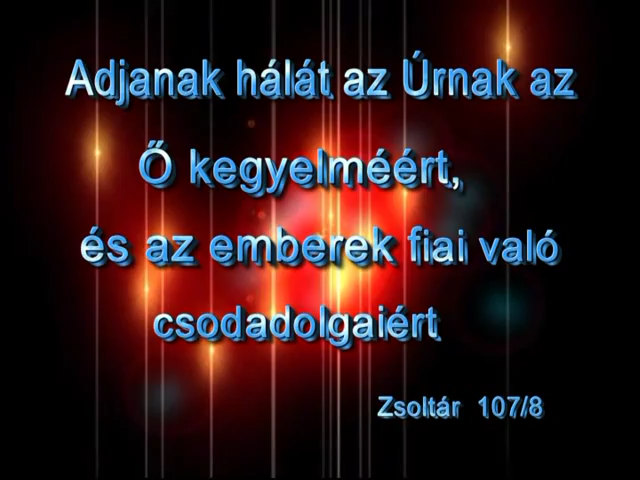 Adjanak hálát az Úrnak az
Ő kegyelméért,
és az emberek fiai való
csodadolgaiért
Zsoltár 107/8